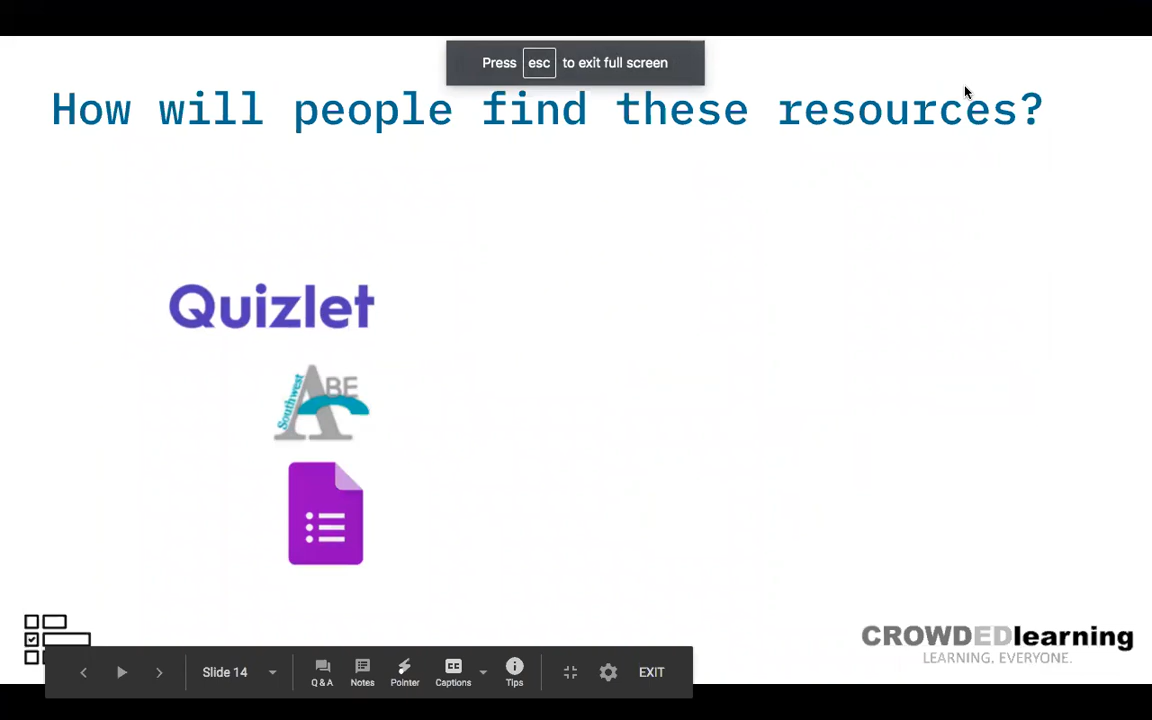 Press esc to exit full screen
How will people find these resources?
Quizlet
Southwest ABE
CROWDEDlearning
LEARNING, EVERYONE.
Slide 14
Q & A
Notes
Pointer
CC
Captions
Tips
EXIT